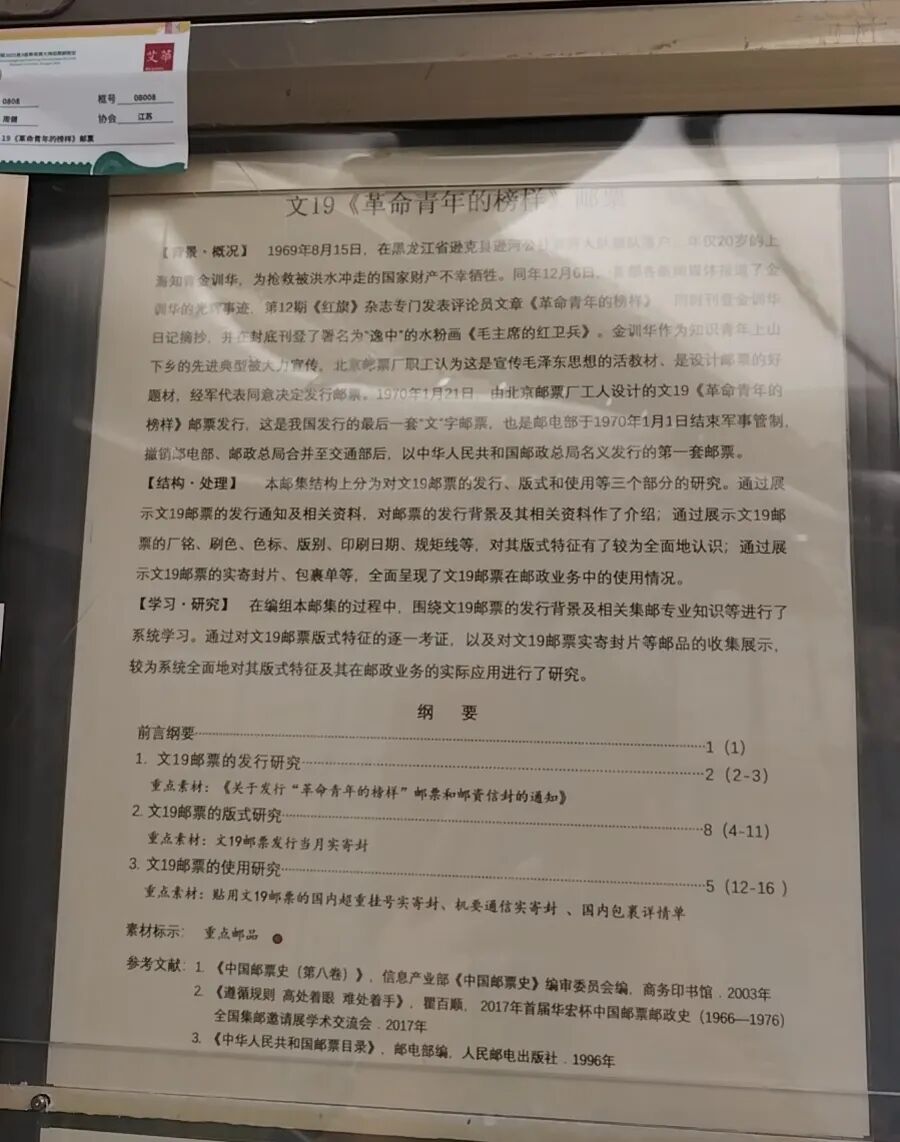 艾革
0808
框号 08008
周健
协会 江苏
19《革命青年的榜样》邮票
文19《革命青年的榜样》邮票
【背景·概况】 1969年8月15日，在黑龙江省逊克县逊河公社 年仅20岁的上
海知青金训华，为抢救被洪水冲走的国家财产不幸牺牲。同年12月6日， 媒体报道了金
训华的光辉事迹，第12期《红旗》杂志专门发表评论员文章《革命青年的榜样》 同时刊登金训华
日记摘抄，并在封底刊登了署名为“逸中”的水粉画《毛主席的红卫兵》。金训华作为知识青年上山
下乡的先进典型被大力宣传，北京邮票厂职工认为这是宣传毛泽东思想的活教材、是设计邮票的好
题材，经军代表同意决定发行邮票。1970年1月21日，由北京邮票厂工人设计的文19《革命青年的
榜样》邮票发行，这是我国发行的最后一套“文”字邮票，也是邮电部于1970年1月1日结束军事管制，
撤销邮电部、邮政总局合并至交通部后，以中华人民共和国邮政总局名义发行的第一套邮票。
【结构·处理】 本邮集结构上分为对文19邮票的发行、版式和使用等三个部分的研究。通过展
示文19邮票的发行通知及相关资料，对邮票的发行背景及其相关资料作了介绍；通过展示文19邮
票的厂铭、刷色、色标、版别、印刷日期、规矩线等，对其版式特征有了较为全面地认识；通过展
示文19邮票的实寄封片、包裹单等，全面呈现了文19邮票在邮政业务中的使用情况。
【学习·研究】 在编组本邮集的过程中，围绕文19邮票的发行背景及相关集邮专业知识等进行了
系统学习。通过对文19邮票版式特征的逐一考证，以及对文19邮票实寄封片等邮品的收集展示，
较为系统全面地对其版式特征及其在邮政业务的实际应用进行了研究。
纲 要
前言纲要……………………1（1）
1. 文19邮票的发行研究……………………2（2-3）
重点素材：《关于发行“革命青年的榜样”邮票和邮资信封的通知》
2. 文19邮票的版式研究……………………8（4-11）
重点素材：文19邮票发行当月实寄封
3. 文19邮票的使用研究……………………5（12-16 ）
重点素材：贴用文19邮票的国内超重挂号实寄封、机要通信实寄封 、国内包裹详情单
素材标示： 重点邮品
参考文献：1. 《中国邮票史（第八卷）》，信息产业部《中国邮票史》编审委员会编，商务印书馆．2003年
2. 《遵循规则 高处着眼 难处着手》，瞿百顺，2017年首届华宏杯中国邮票邮政史（1966—1976）
全国集邮邀请展学术交流会．2017年
3. 《中华人民共和国邮票目录》，邮电部编，人民邮电出版社．1996年